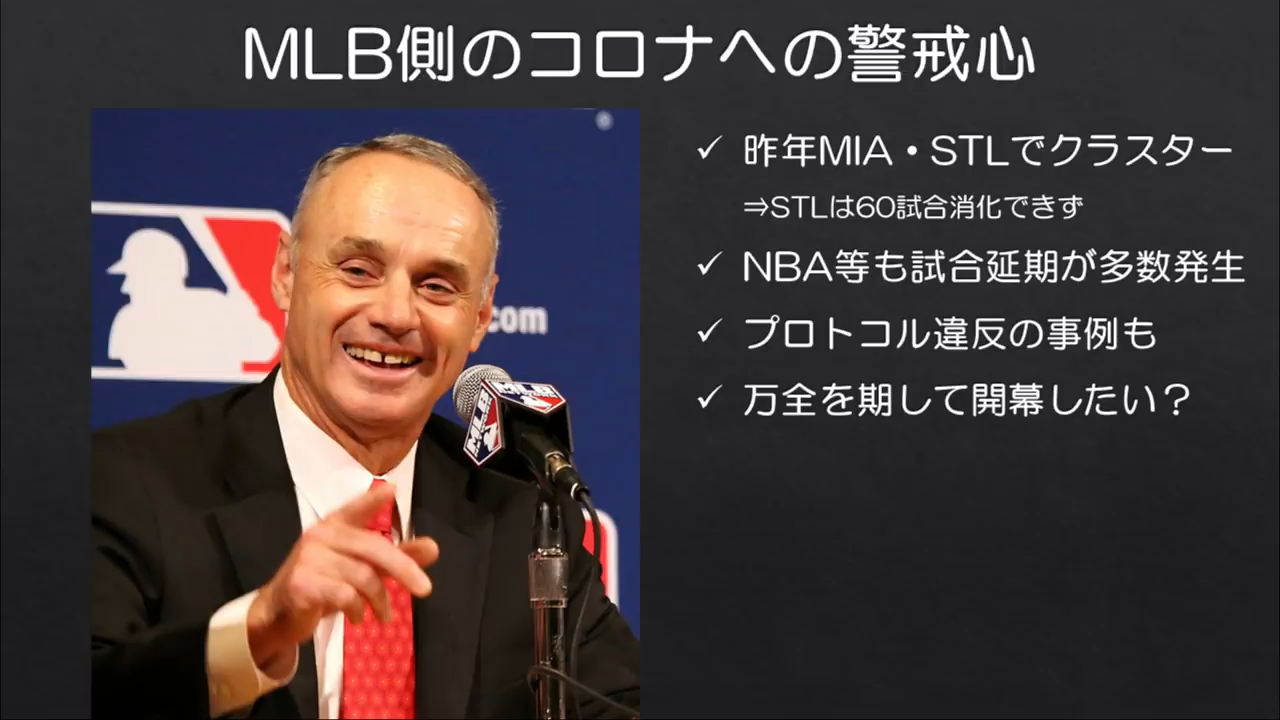 MLB側のコロナへの警戒心
昨年MIA・STLでクラスター
⇒STLは60試合消化できず
NBA等も試合延期が多数発生
プロトコル違反の事例も
万全を期して開幕したい？
.com